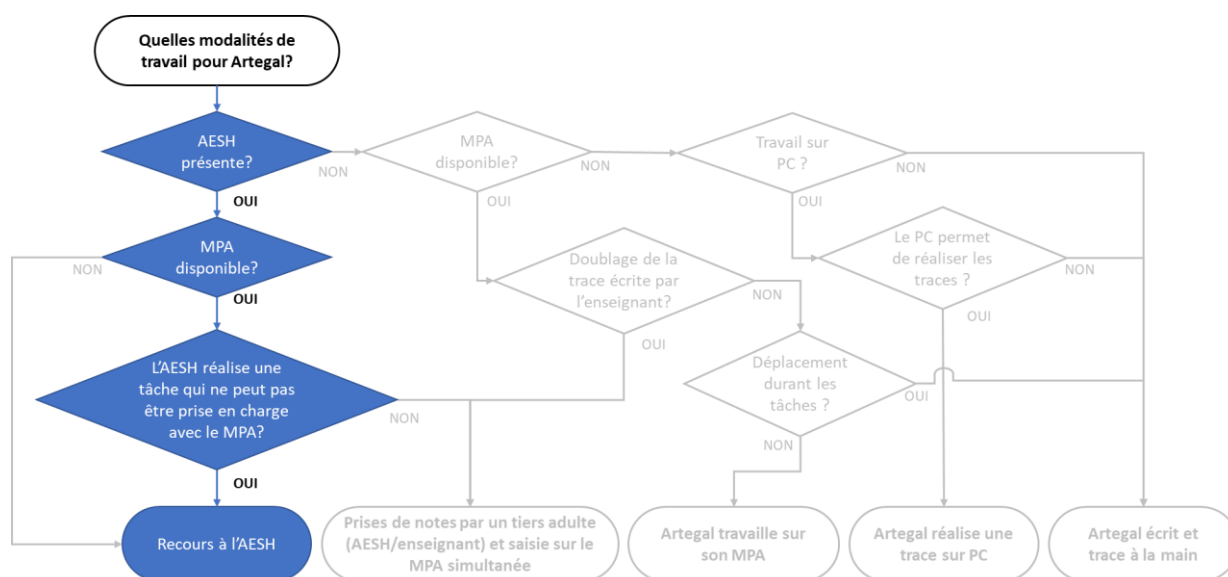 Quelles modalités de
travail pour Artegal?
AESH
présente?
NON
MPA
disponible?
NON
Travail sur
PC ?
NON
OUI
OUI
OUI
MPA
disponible?
NON
OUI
Doublage de la
trace écrite par
l'enseignant?
NON
OUI
Le PC permet
de réaliser les
traces ?
NON
OUI
L'AESH réalise une
tâche qui ne peut pas
être prise en charge
avec le MPA?
NON
OUI
Déplacement
durant les
tâches ?
OUI
NON
Recours à l'AESH
Prises de notes par un tiers adulte
(AESH/enseignant) et saisie sur le
MPA simultanée
Artegal travaille sur
son MPA
Artegal réalise une
trace sur PC
Artegal écrit et
trace à la main